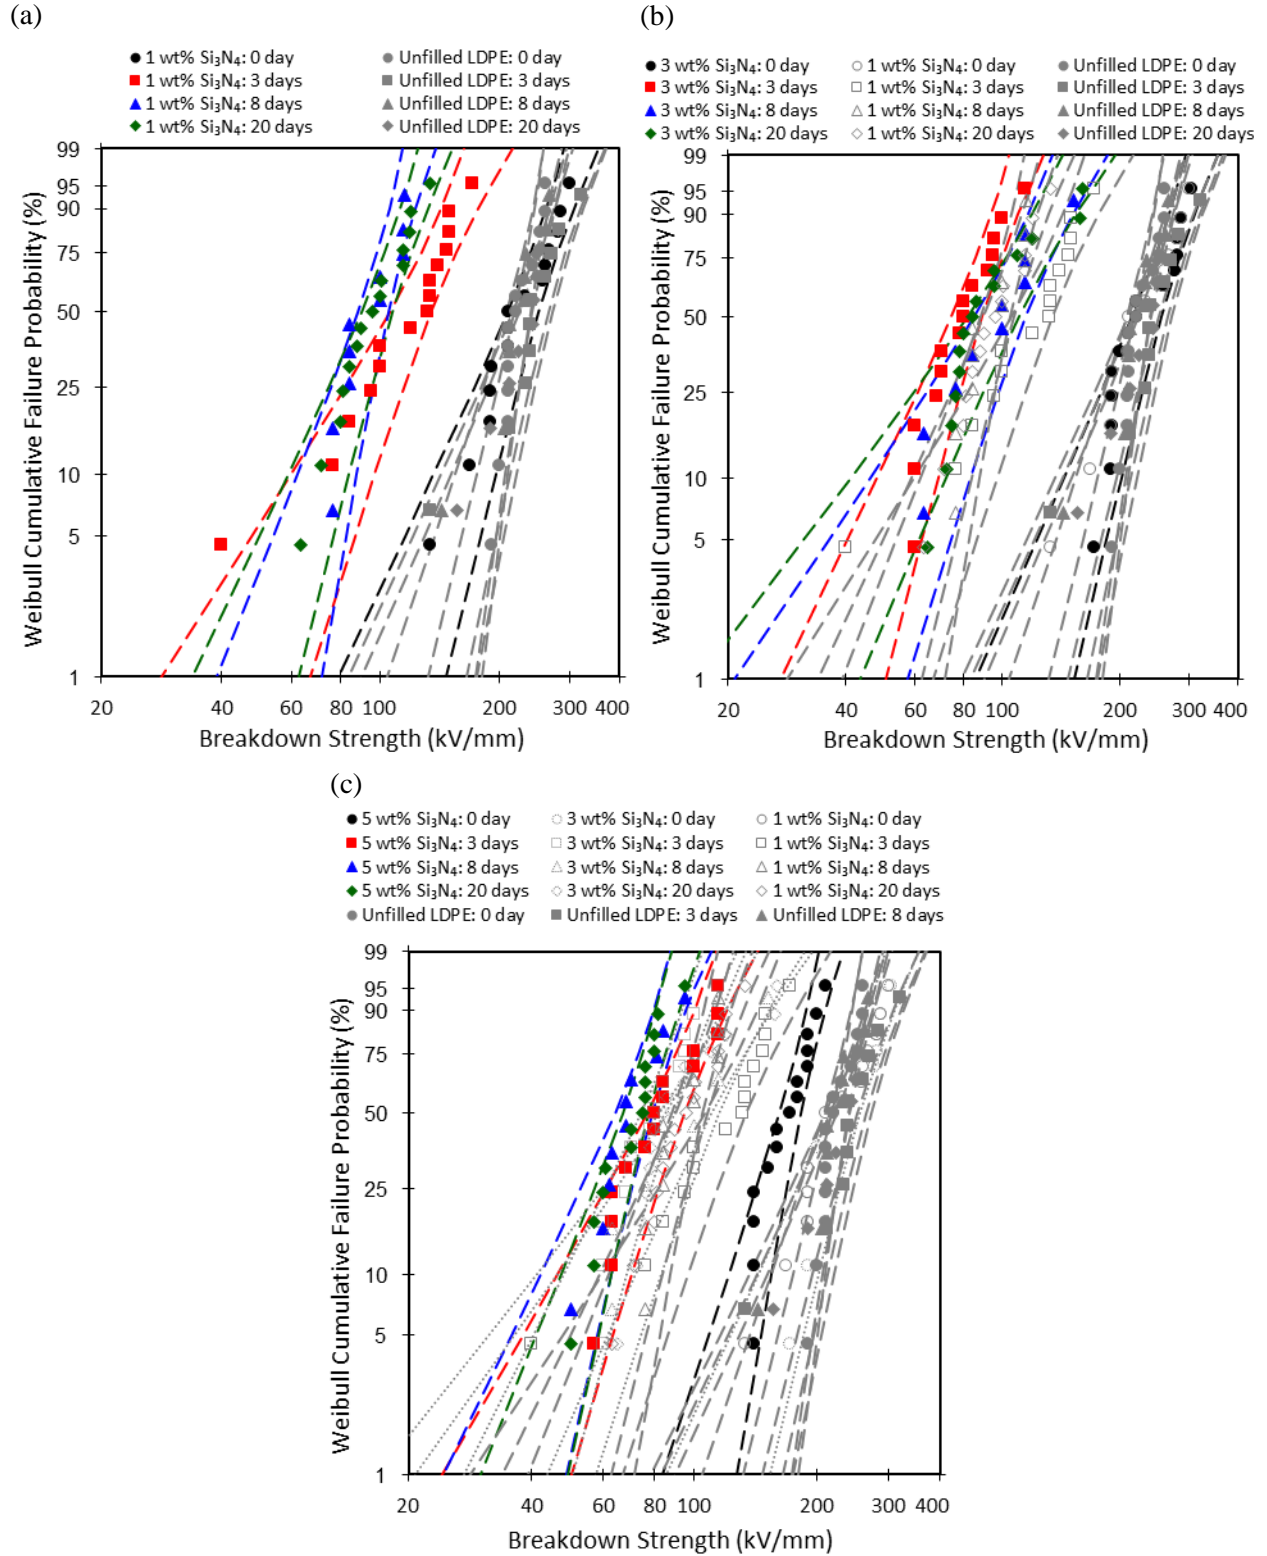 (a)
● 1 wt% Si₃N₄: 0 day ● Unfilled LDPE: 0 day
■ 1 wt% Si₃N₄: 3 days ■ Unfilled LDPE: 3 days
▲ 1 wt% Si₃N₄: 8 days ▲ Unfilled LDPE: 8 days
◆ 1 wt% Si₃N₄: 20 days ◆ Unfilled LDPE: 20 days
Weibull Cumulative Failure Probability (%)
99
95
90
75
50
25
10
5
1
20 40 60 80 100 200 300 400
Breakdown Strength (kV/mm)
(b)
● 3 wt% Si₃N₄: 0 day ○ 1 wt% Si₃N₄: 0 day ● Unfilled LDPE: 0 day
■ 3 wt% Si₃N₄: 3 days □ 1 wt% Si₃N₄: 3 days ■ Unfilled LDPE: 3 days
▲ 3 wt% Si₃N₄: 8 days △ 1 wt% Si₃N₄: 8 days ▲ Unfilled LDPE: 8 days
◆ 3 wt% Si₃N₄: 20 days ◇ 1 wt% Si₃N₄: 20 days ◆ Unfilled LDPE: 20 days
Weibull Cumulative Failure Probability (%)
99
95
90
75
50
25
10
5
1
20 40 60 80 100 200 300 400
Breakdown Strength (kV/mm)
(c)
● 5 wt% Si₃N₄: 0 day ○ 3 wt% Si₃N₄: 0 day ○ 1 wt% Si₃N₄: 0 day
■ 5 wt% Si₃N₄: 3 days □ 3 wt% Si₃N₄: 3 days □ 1 wt% Si₃N₄: 3 days
▲ 5 wt% Si₃N₄: 8 days △ 3 wt% Si₃N₄: 8 days △ 1 wt% Si₃N₄: 8 days
◆ 5 wt% Si₃N₄: 20 days ◇ 3 wt% Si₃N₄: 20 days ◇ 1 wt% Si₃N₄: 20 days
● Unfilled LDPE: 0 day ■ Unfilled LDPE: 3 days ▲ Unfilled LDPE: 8 days
Weibull Cumulative Failure Probability (%)
99
95
90
75
50
25
10
5
1
20 40 60 80 100 200 300 400
Breakdown Strength (kV/mm)